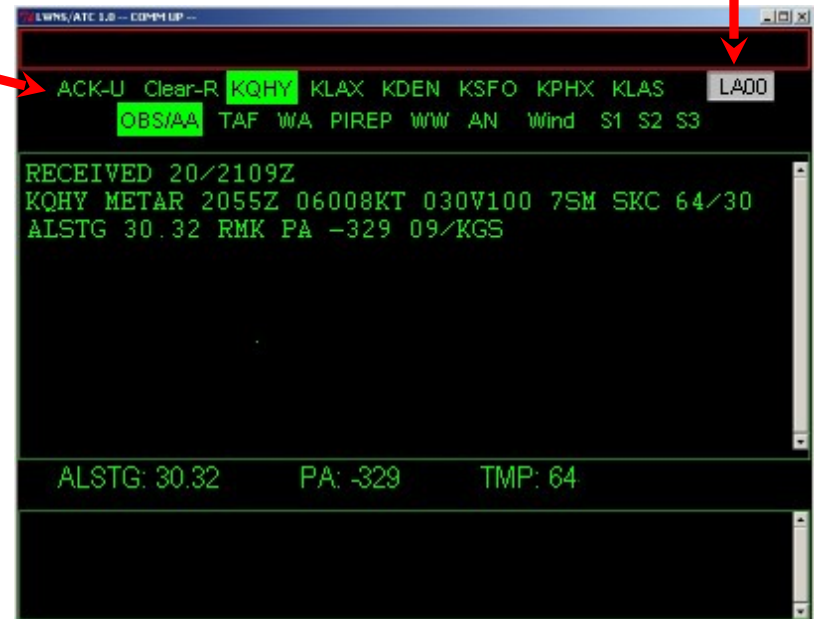 LWNS/ATC 1.0 -- COMM UP --
ACK-U Clear-R KQHY KLAX KDEN KSFO KPHX KLAS LA00
OBS/AA TAF WA PIREP WW AN Wind S1 S2 S3
RECEIVED 20/2109Z
KQHY METAR 2055Z 06008KT 030V100 7SM SKC 64/30
ALSTG 30.32 RMK PA -329 09/KGS
ALSTG: 30.32 PA: -329 TMP: 64